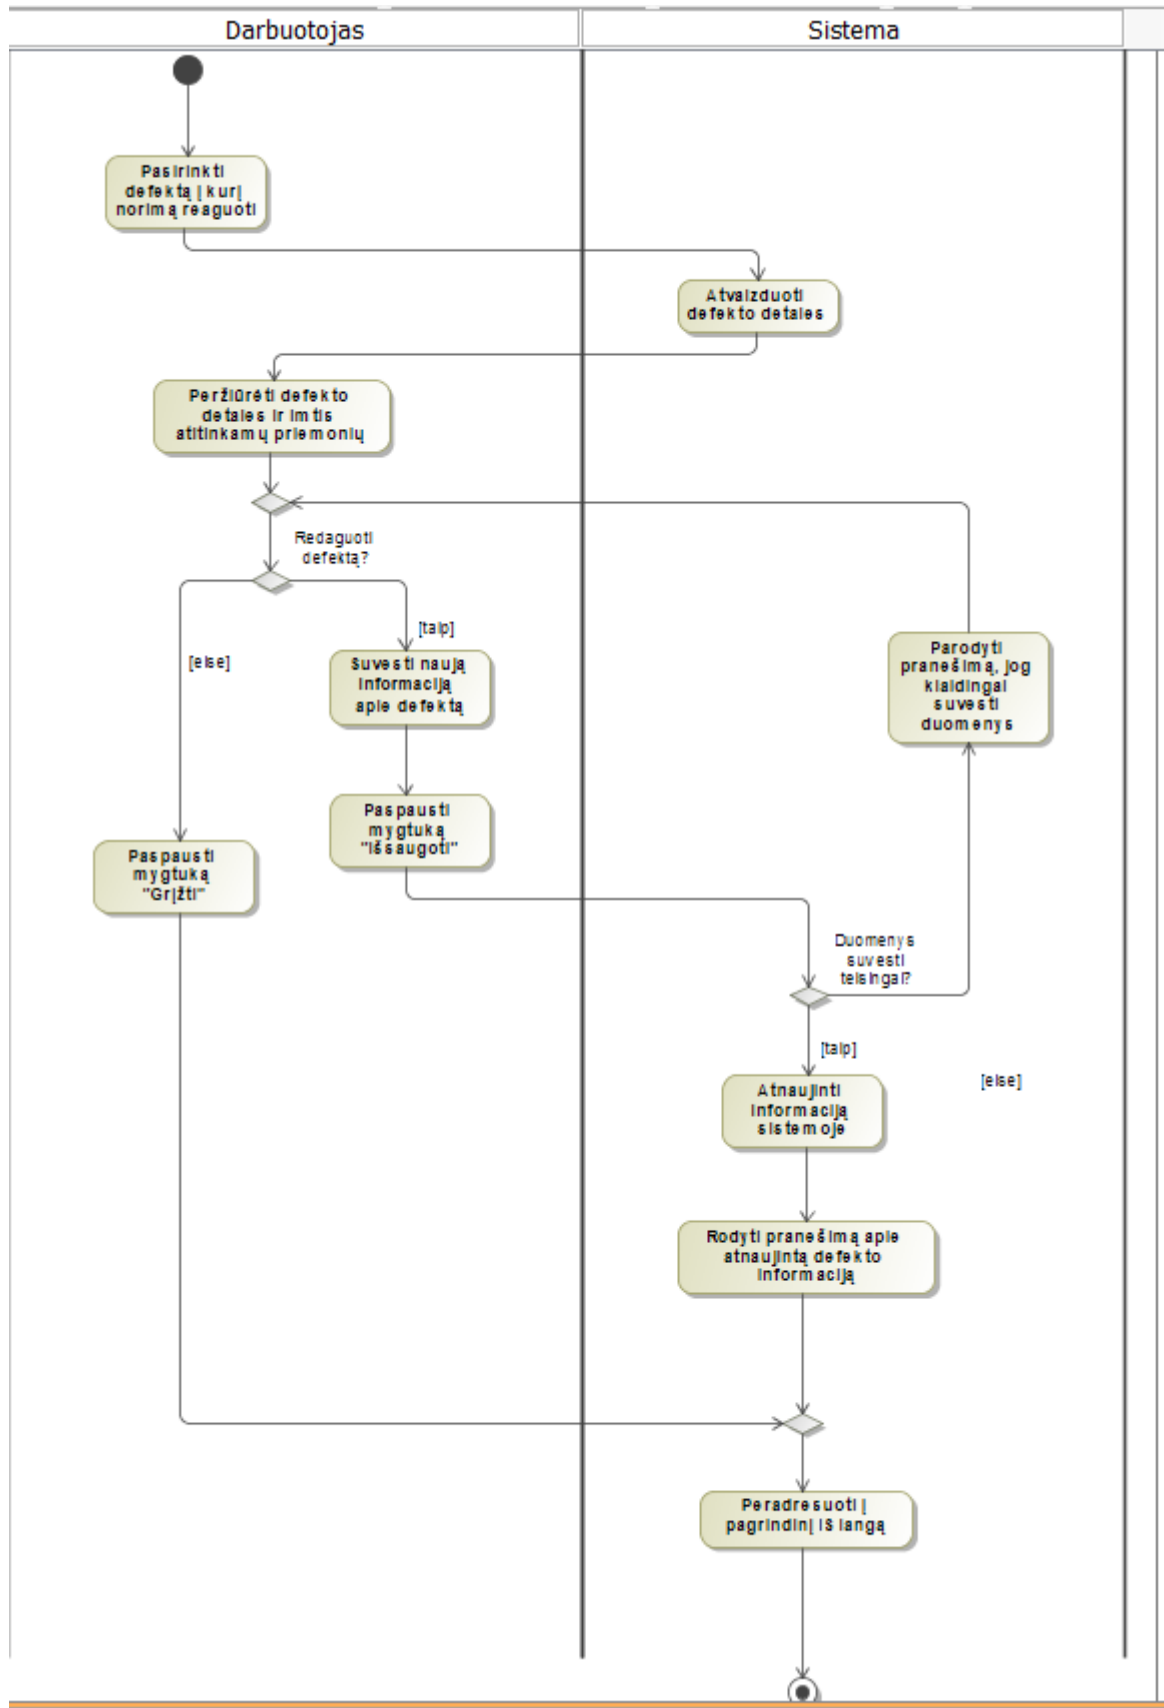 Darbuotojas
Sistema
Pasirinkti
defektą į kurį
norimą reaguoti
Atvaizduoti
defekto detales
Peržiūrėti defekto
detales ir imtis
atitinkamų priemonių
Redaguoti
defektą?
[else]
[taip]
Suvesti naują
informaciją
apie defektą
Parodyti
pranešimą, jog
klaidingai
suvesti
duomenys
Paspausti
mygtuką
"Išsaugoti"
Paspausti
mygtuką
"Grįžti"
Duomenys
suvesti
teisingai?
[taip]
[else]
Atnaujinti
informaciją
sistemoje
Rodyti pranešimą apie
atnaujintą defekto
informaciją
Peradresuoti į
pagrindinį IS langą